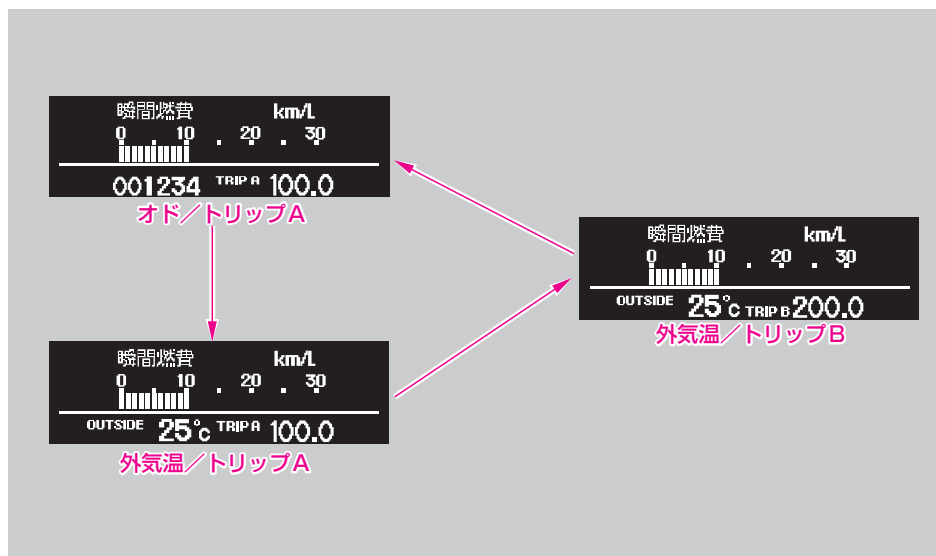 瞬間燃費 km/L
0 . 10 . 20 . 30
001234 TRIP A 100.0
オド／トリップA
瞬間燃費 km/L
0 . 10 . 20 . 30
OUTSIDE 25°C TRIP A 100.0
外気温／トリップA
瞬間燃費 km/L
0 . 10 . 20 . 30
OUTSIDE 25°C TRIP B 200.0
外気温／トリップB